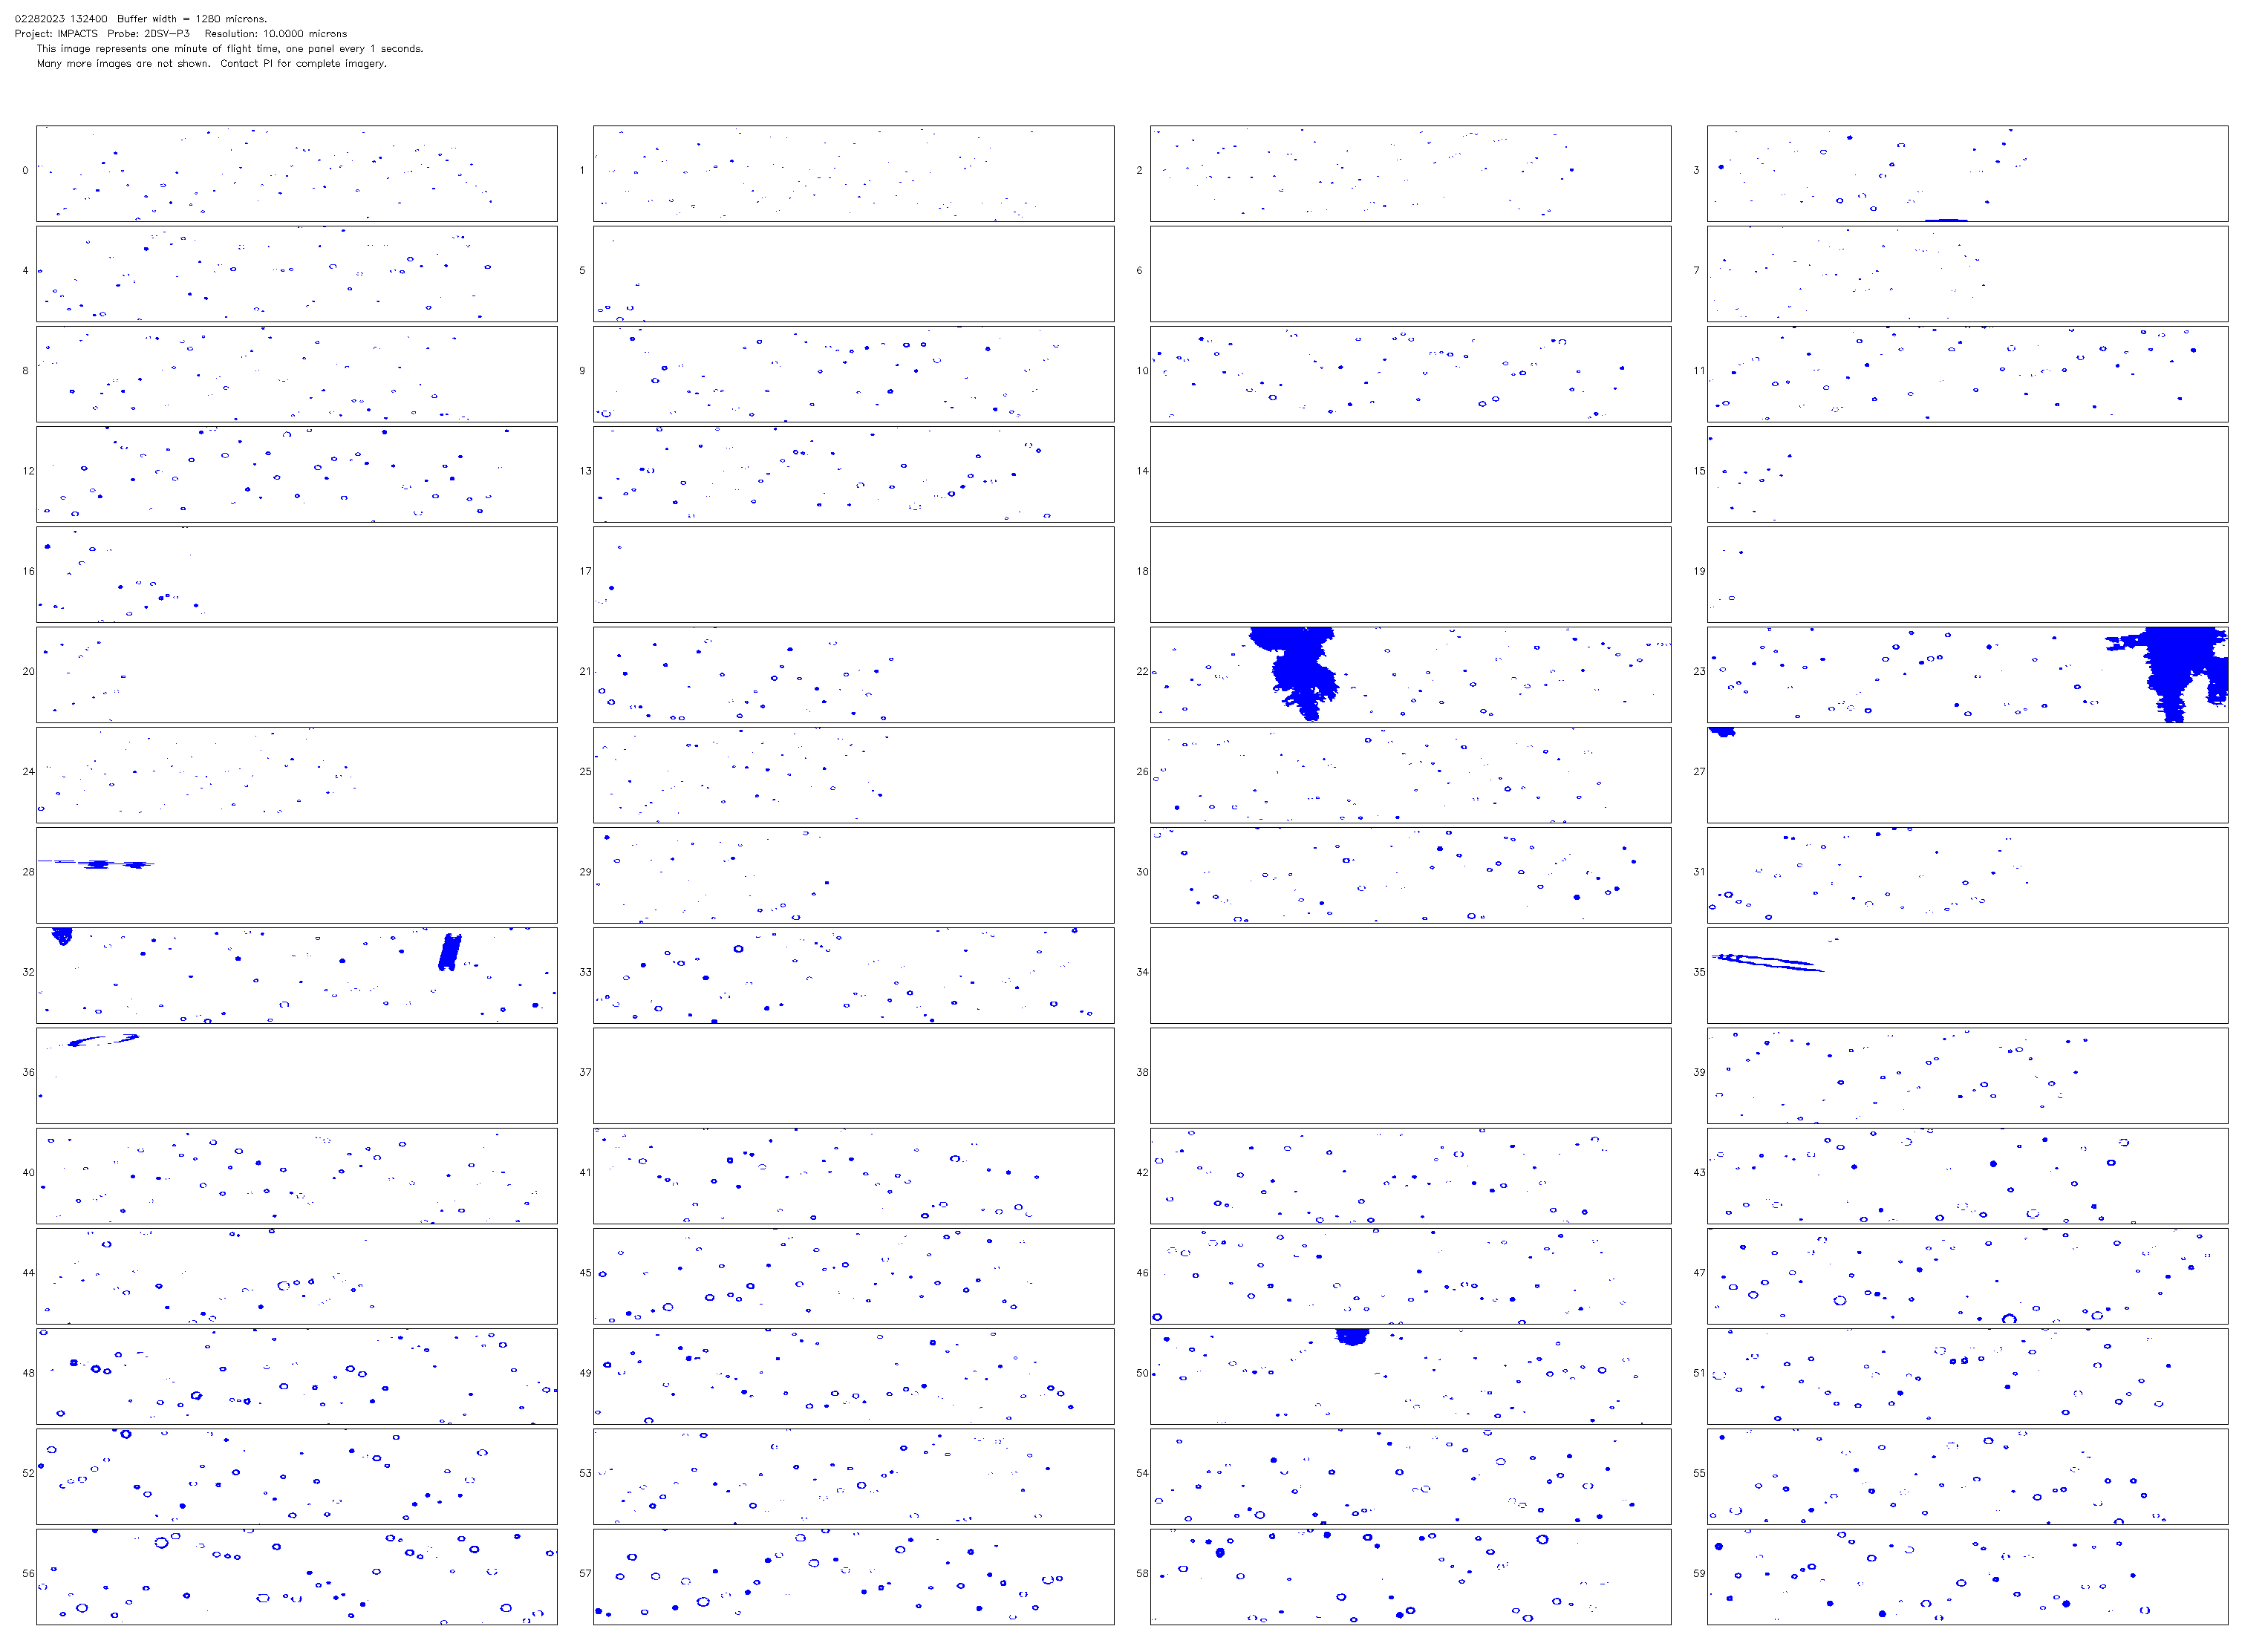 02282023 132400 Buffer width = 1280 microns.
Project: IMPACTS Probe: 2DSV-P3 Resolution: 10.0000 microns
This image represents one minute of flight time, one panel every 1 seconds.
Many more images are not shown. Contact PI for complete imagery.
0 1 2 3
4 5 6 7
8 9 10 11
12 13 14 15
16 17 18 19
20 21 22 23
24 25 26 27
28 29 30 31
32 33 34 35
36 37 38 39
40 41 42 43
44 45 46 47
48 49 50 51
52 53 54 55
56 57 58 59